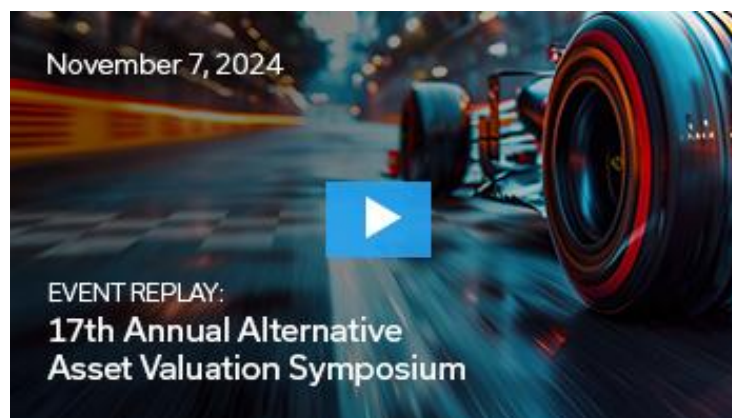 November 7, 2024
EVENT REPLAY:
17th Annual Alternative
Asset Valuation Symposium